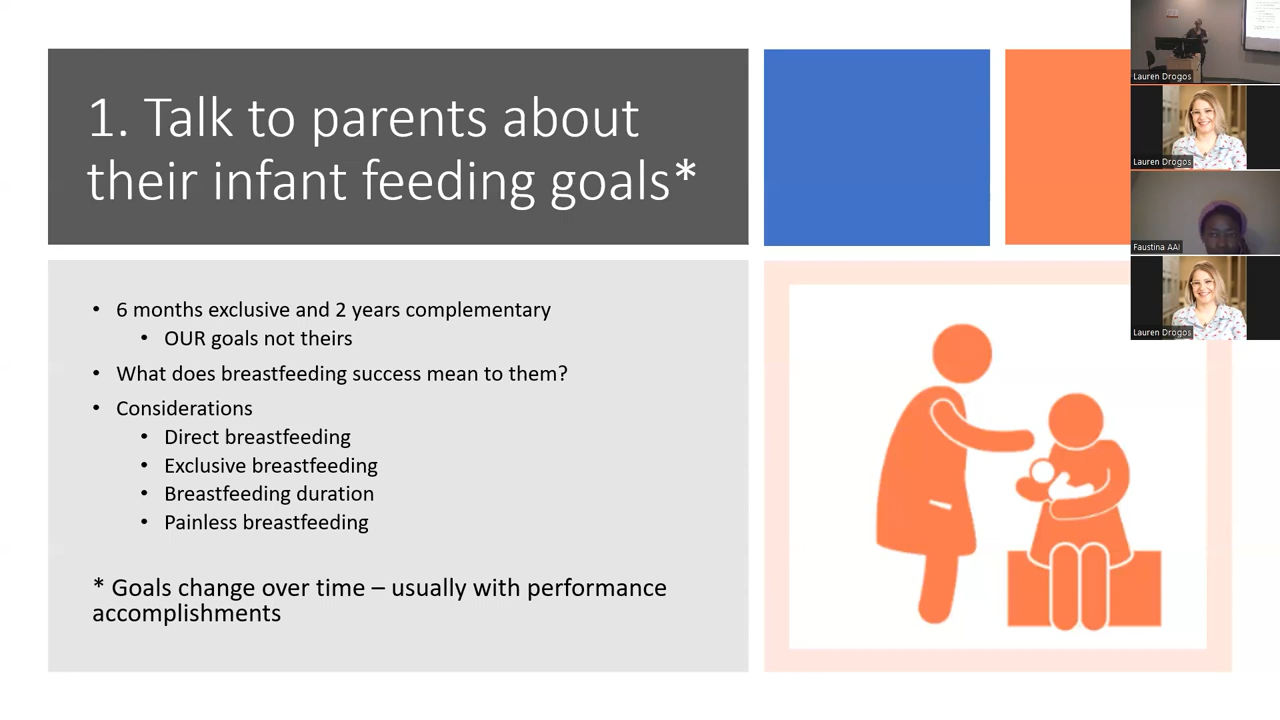 1. Talk to parents about
their infant feeding goals*
• 6 months exclusive and 2 years complementary
• OUR goals not theirs
• What does breastfeeding success mean to them?
• Considerations
• Direct breastfeeding
• Exclusive breastfeeding
• Breastfeeding duration
• Painless breastfeeding
* Goals change over time – usually with performance
accomplishments
Lauren Drogos
Lauren Drogos
Faustina AAI
Lauren Drogos